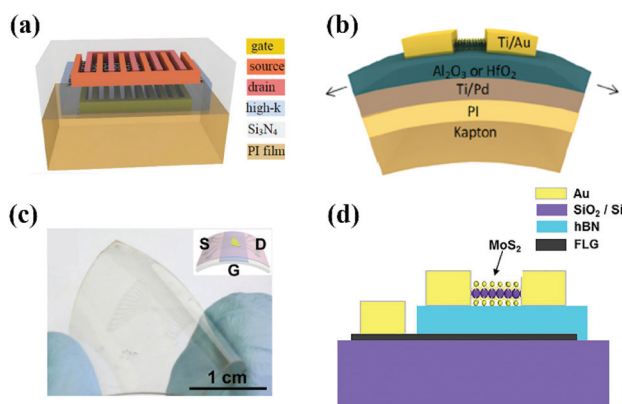 (a)
gate
source
drain
high-k
Si₃N₄
PI film
(b)
Ti/Au
Al₂O₃ or HfO₂
Ti/Pd
PI
Kapton
(c)
S
D
G
1 cm
(d)
Au
SiO₂ / Si
hBN
FLG
MoS₂